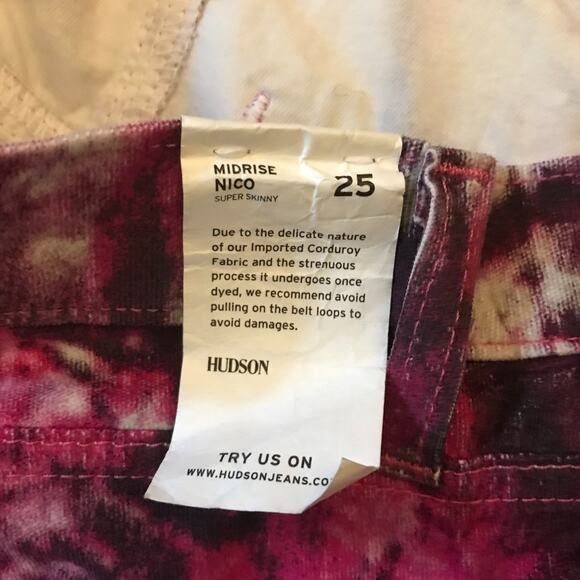 MIDRISE
NICO 25
SUPER SKINNY
Due to the delicate nature
of our Imported Corduroy
Fabric and the strenuous
process it undergoes once
dyed, we recommend avoid
pulling on the belt loops to
avoid damages.
HUDSON
TRY US ON
WWW.HUDSONJEANS.CO